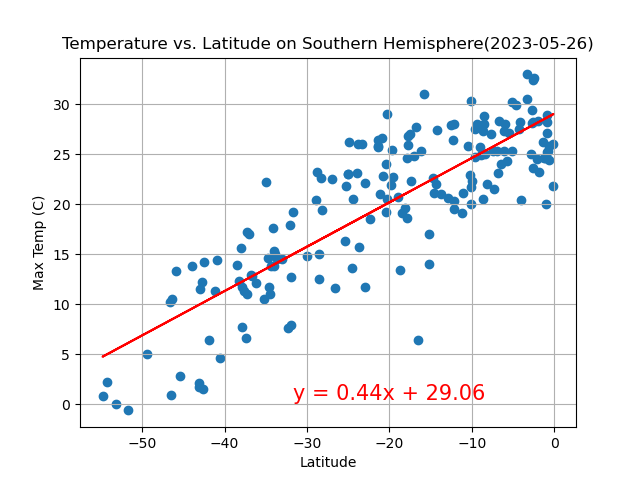 Temperature vs. Latitude on Southern Hemisphere(2023-05-26)
Max Temp (C)
30
25
20
15
10
5
0
y = 0.44x + 29.06
−50 −40 −30 −20 −10 0
Latitude